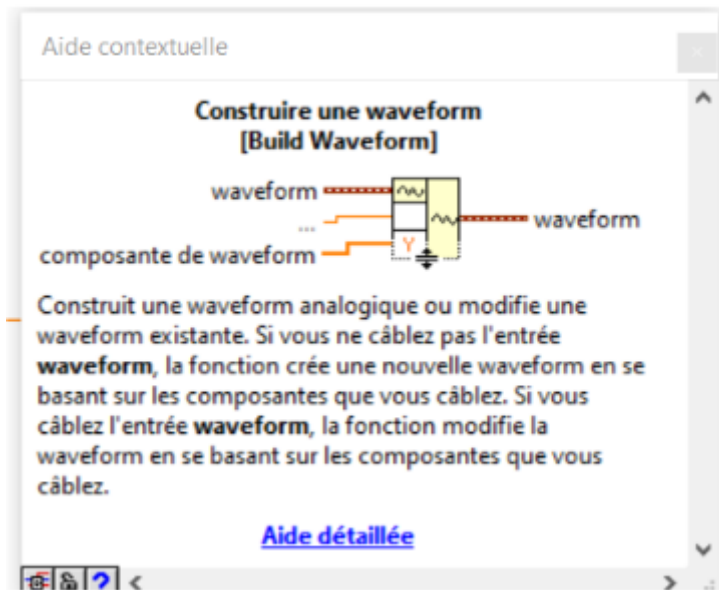 Aide contextuelle
Construire une waveform
[Build Waveform]
waveform
...
waveform
composante de waveform
Y
Construit une waveform analogique ou modifie une
waveform existante. Si vous ne câblez pas l'entrée
waveform, la fonction crée une nouvelle waveform en se
basant sur les composantes que vous câblez. Si vous
câblez l'entrée waveform, la fonction modifie la
waveform en se basant sur les composantes que vous
câblez.
Aide détaillée
?